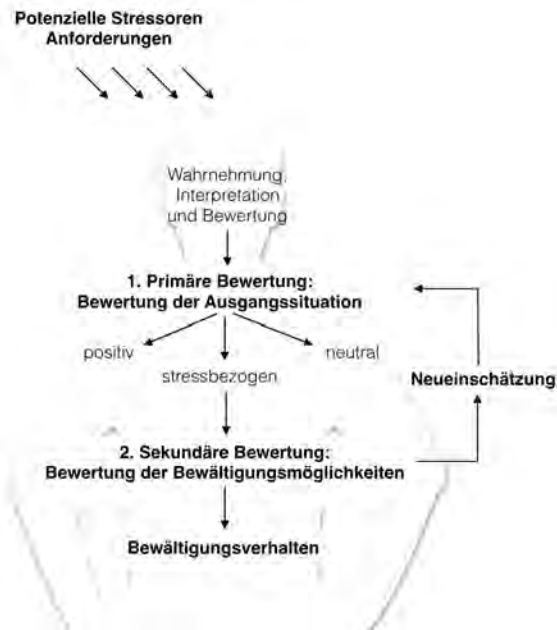 Potenzielle Stressoren
Anforderungen
Wahrnehmung,
Interpretation
und Bewertung
1. Primäre Bewertung:
Bewertung der Ausgangssituation
positiv
neutral
stressbezogen
Neueinschätzung
2. Sekundäre Bewertung:
Bewertung der Bewältigungsmöglichkeiten
Bewältigungsverhalten